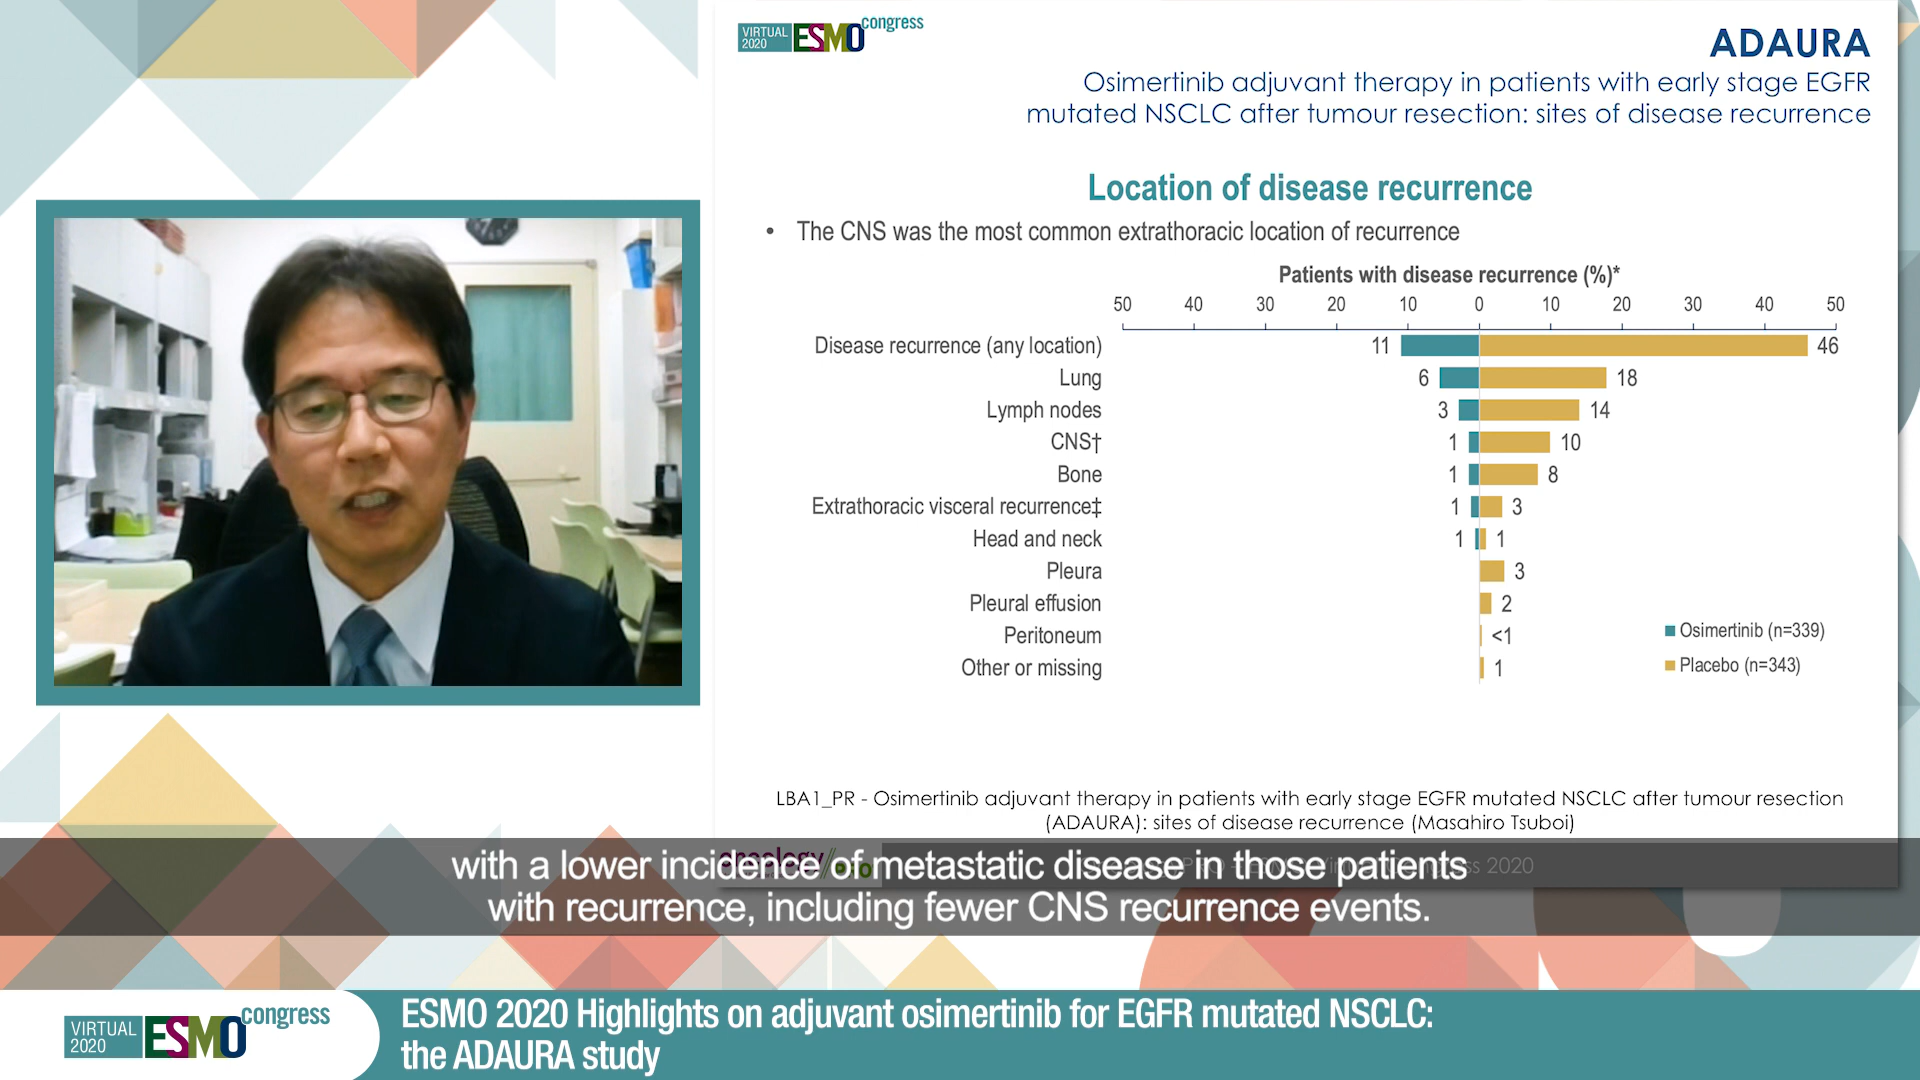 VIRTUAL
2020
ESMO
congress
ADAURA
Osimertinib adjuvant therapy in patients with early stage EGFR
mutated NSCLC after tumour resection: sites of disease recurrence
Location of disease recurrence
• The CNS was the most common extrathoracic location of recurrence
Patients with disease recurrence (%)*
50 40 30 20 10 0 10 20 30 40 50
Disease recurrence (any location) 11 46
Lung 6 18
Lymph nodes 3 14
CNS† 1 10
Bone 1 8
Extrathoracic visceral recurrence‡ 1 3
Head and neck 1 1
Pleura 3
Pleural effusion 2
Peritoneum <1
Other or missing 1
Osimertinib (n=339)
Placebo (n=343)
LBA1_PR - Osimertinib adjuvant therapy in patients with early stage EGFR mutated NSCLC after tumour resection
(ADAURA): sites of disease recurrence (Masahiro Tsuboi)
2020
with a lower incidence of metastatic disease in those patients
with recurrence, including fewer CNS recurrence events.
VIRTUAL
2020
ESMO
congress
ESMO 2020 Highlights on adjuvant osimertinib for EGFR mutated NSCLC:
the ADAURA study